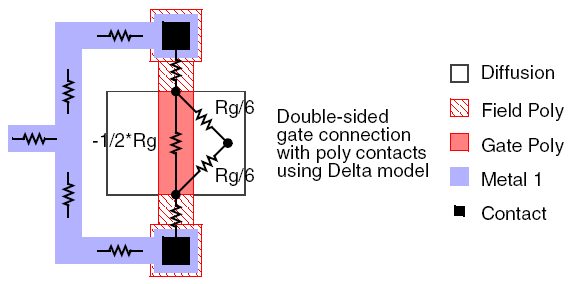 Rg/6
-1/2*Rg
Rg/6
Double-sided
gate connection
with poly contacts
using Delta model
Diffusion
Field Poly
Gate Poly
Metal 1
Contact